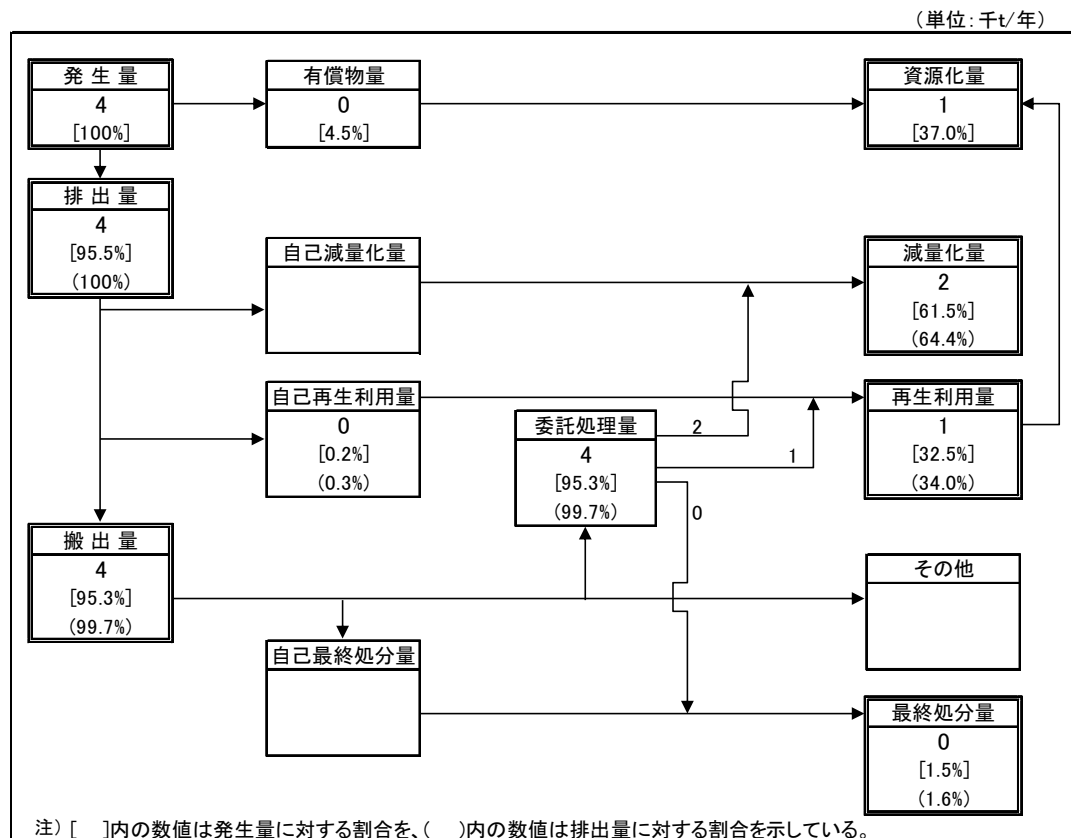 （単位：千t/年）
発 生 量
4
[100%]
有償物量
0
[4.5%]
資源化量
1
[37.0%]
排 出 量
4
[95.5%]
(100%)
自己減量化量
減量化量
2
[61.5%]
(64.4%)
自己再生利用量
0
[0.2%]
(0.3%)
委託処理量
4
[95.3%]
(99.7%)
2
1
0
再生利用量
1
[32.5%]
(34.0%)
搬 出 量
4
[95.3%]
(99.7%)
その他
自己最終処分量
最終処分量
0
[1.5%]
(1.6%)
注）[　]内の数値は発生量に対する割合を、(　)内の数値は排出量に対する割合を示している。